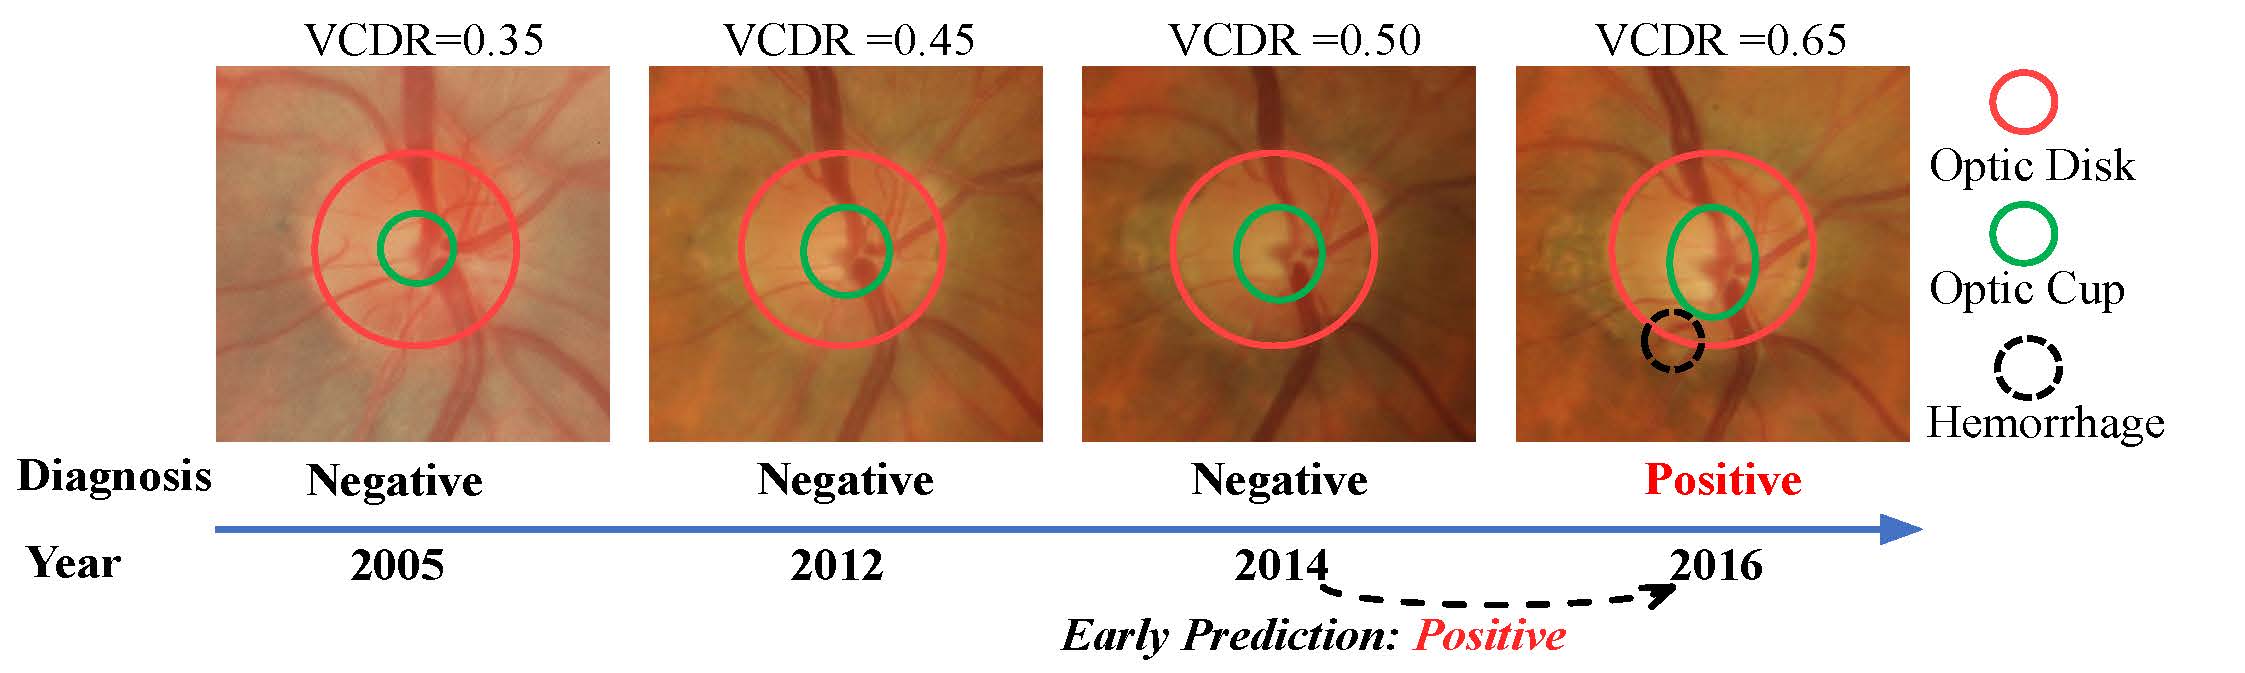 VCDR=0.35 VCDR =0.45 VCDR =0.50 VCDR =0.65
Optic Disk
Optic Cup
Hemorrhage
Diagnosis Negative Negative Negative Positive
Year 2005 2012 2014 2016
Early Prediction: Positive